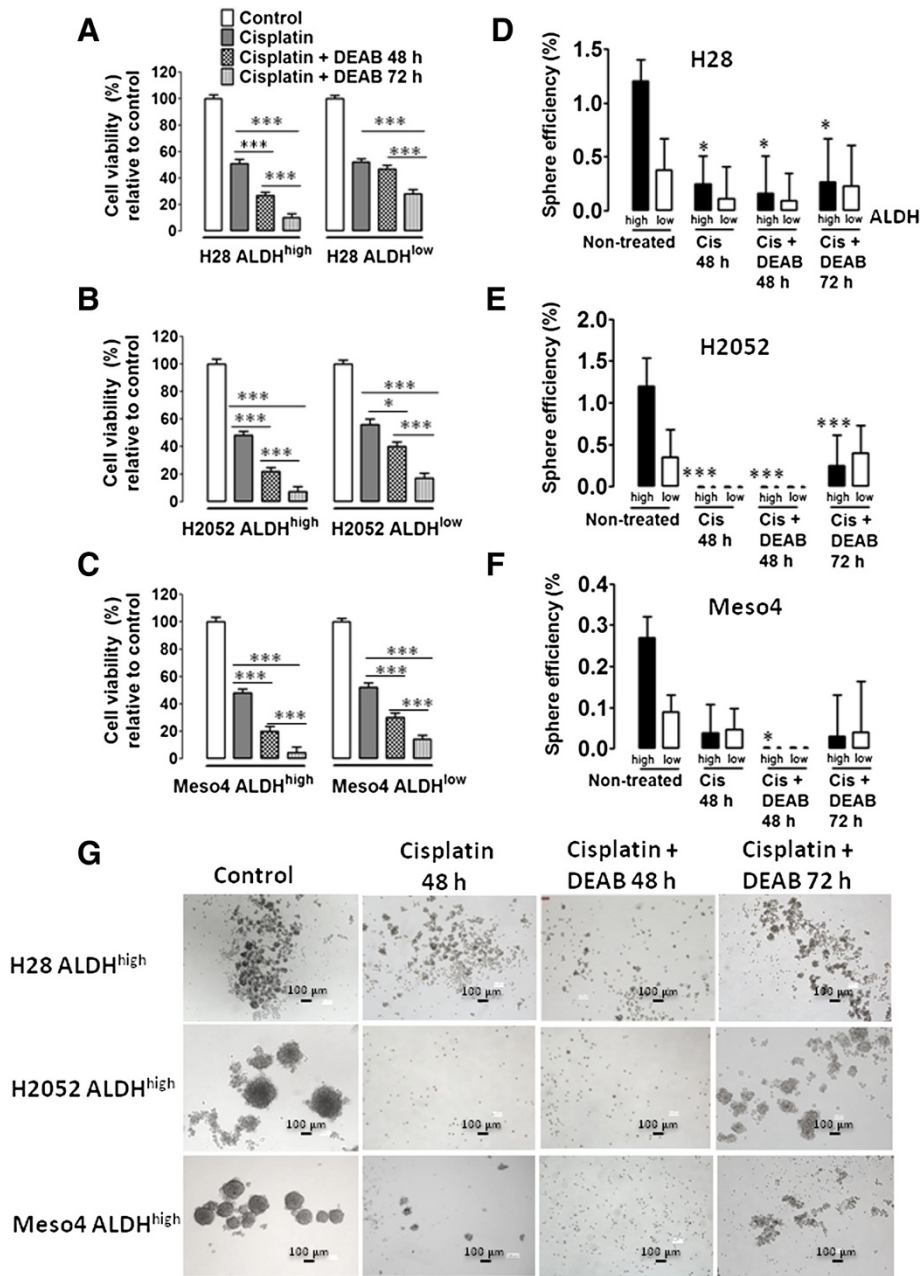 A
Control
Cisplatin
Cisplatin + DEAB 48 h
Cisplatin + DEAB 72 h
Cell viability (%)
relative to control
120
100
80
60
40
20
0
***
***
***
***
***
H28 ALDHhigh
H28 ALDHlow
D
H28
Sphere efficiency (%)
1.5
1.0
0.5
0.0
*
*
*
high low high low high low high low ALDH
Non-treated
Cis
48 h
Cis +
DEAB
48 h
Cis +
DEAB
72 h
B
Cell viability (%)
relative to control
120
100
80
60
40
20
0
***
***
***
***
*
***
H2052 ALDHhigh
H2052 ALDHlow
E
H2052
Sphere efficiency (%)
2.0
1.5
1.0
0.5
0.0
***
***
***
high low high low high low high low
Non-treated
Cis
48 h
Cis +
DEAB
48 h
Cis +
DEAB
72 h
C
Cell viability (%)
relative to control
120
100
80
60
40
20
0
***
***
***
***
***
***
Meso4 ALDHhigh
Meso4 ALDHlow
F
Meso4
Sphere efficiency (%
0.4
0.3
0.2
0.1
0.0
*
high low high low high low high low
Non-treated
Cis
48 h
Cis +
DEAB
48 h
Cis +
DEAB
72 h
G
Control
Cisplatin
48 h
Cisplatin +
DEAB 48 h
Cisplatin +
DEAB 72 h
H28 ALDHhigh
100 µm
100 µm
100 µm
100 µm
H2052 ALDHhigh
100 µm
100 µm
100 µm
100 µm
Meso4 ALDHhigh
100 µm
100 µm
100 µm
100 µm